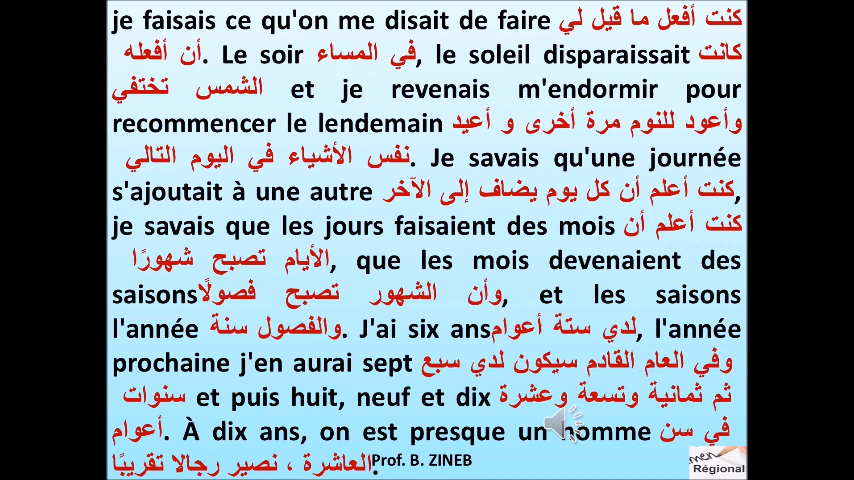 je faisais ce qu'on me disait de faire كنت أفعل ما قيل لي
أن أفعله. Le soir في المساء, le soleil disparaissait كانت
الشمس تختفي et je revenais m'endormir pour
recommencer le lendemain وأعود للنوم مرة أخرى و أعيد
نفس الأشياء في اليوم التالي. Je savais qu'une journée
s'ajoutait à une autre كنت أعلم أن كل يوم يضاف إلى الآخر,
je savais que les jours faisaient des mois كنت أعلم أن
الأيام تصبح شهورًا, que les mois devenaient des
saisons وأن الشهور تصبح فصولًا, et les saisons
l'année والفصول سنة. J'ai six ans لدي ستة أعوام, l'année
prochaine j'en aurai sept وفي العام القادم سيكون لدي سبع
سنوات et puis huit, neuf et dix ثم ثمانية وتسعة وعشرة
أعوام. À dix ans, on est presque un homme في سن
العاشرة ، نصير رجالا تقريبًا.
Prof. B. ZINEB
men
Régional